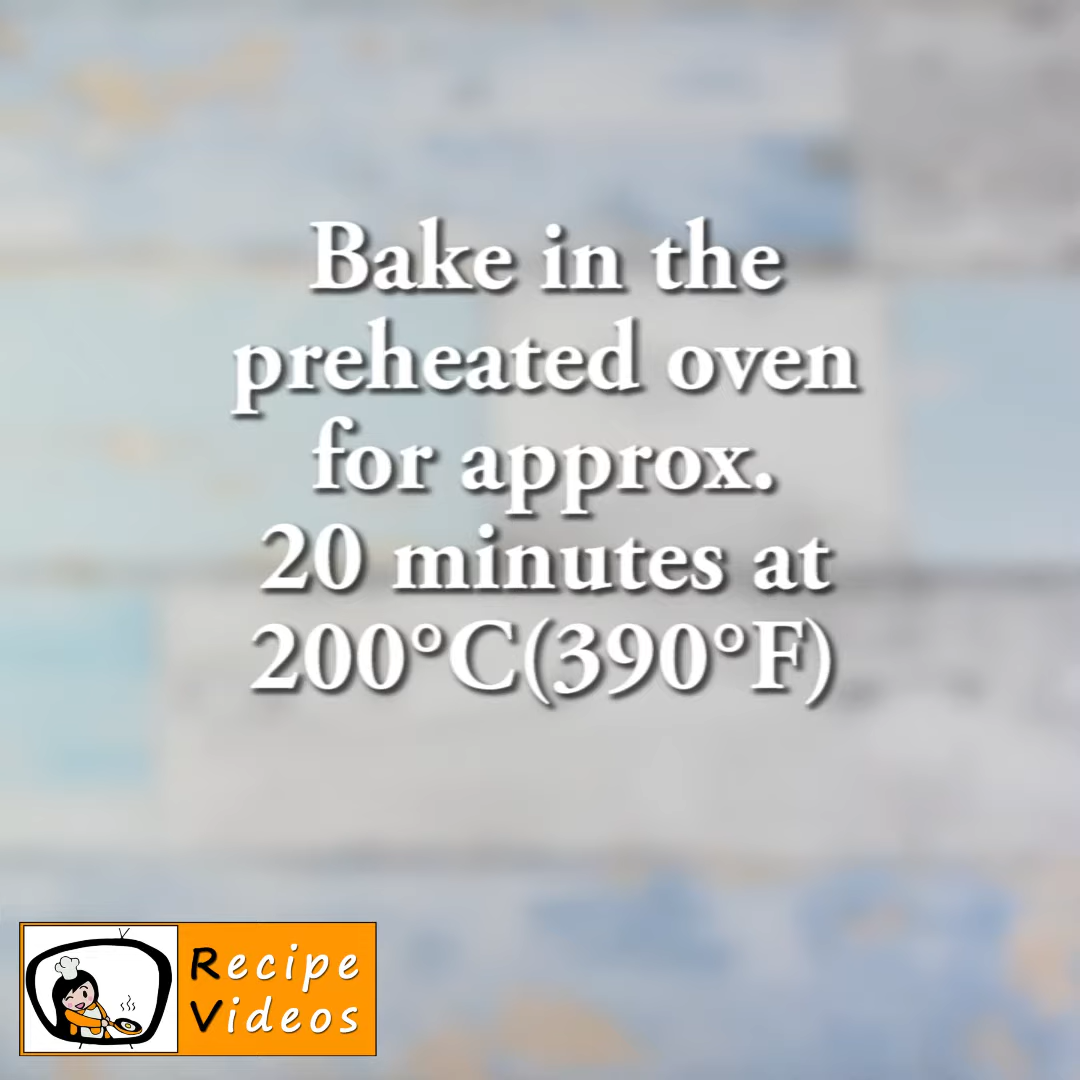 Bake in the
preheated oven
for approx.
20 minutes at
200°C(390°F)
Recipe
Videos